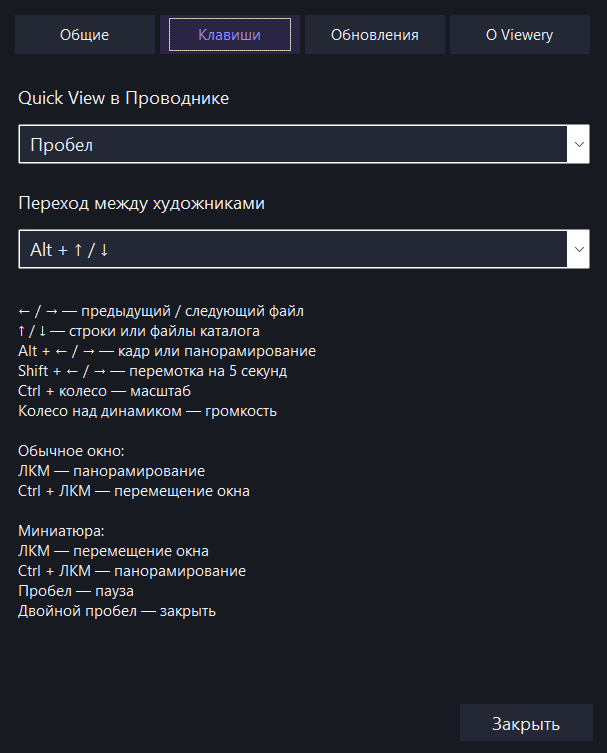 Общие
Клавиши
Обновления
О Viewery
Quick View в Проводнике
Пробел
Переход между художниками
Alt + ↑ / ↓
← / → — предыдущий / следующий файл
↑ / ↓ — строки или файлы каталога
Alt + ← / → — кадр или панорамирование
Shift + ← / → — перемотка на 5 секунд
Ctrl + колесо — масштаб
Колесо над динамиком — громкость
Обычное окно:
ЛКМ — панорамирование
Ctrl + ЛКМ — перемещение окна
Миниатюра:
ЛКМ — перемещение окна
Ctrl + ЛКМ — панорамирование
Пробел — пауза
Двойной пробел — закрыть
Закрыть